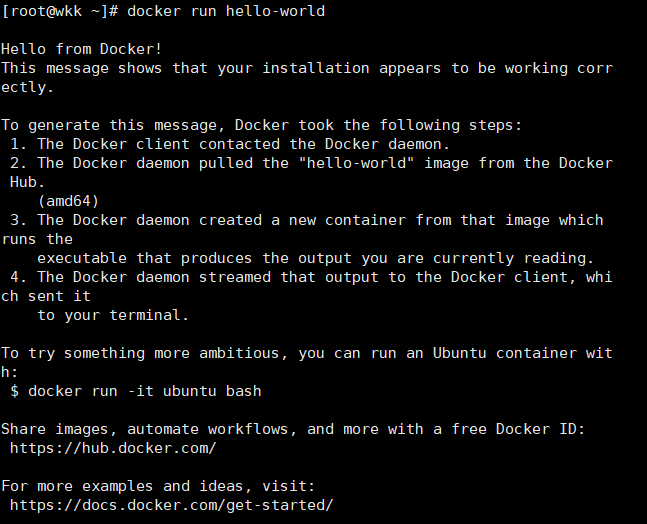 [root@wkk ~]# docker run hello-world
Hello from Docker!
This message shows that your installation appears to be working corr
ectly.
To generate this message, Docker took the following steps:
1. The Docker client contacted the Docker daemon.
2. The Docker daemon pulled the "hello-world" image from the Docker
Hub.
(amd64)
3. The Docker daemon created a new container from that image which
runs the
executable that produces the output you are currently reading.
4. The Docker daemon streamed that output to the Docker client, whi
ch sent it
to your terminal.
To try something more ambitious, you can run an Ubuntu container wit
h:
$ docker run -it ubuntu bash
Share images, automate workflows, and more with a free Docker ID:
https://hub.docker.com/
For more examples and ideas, visit:
https://docs.docker.com/get-started/